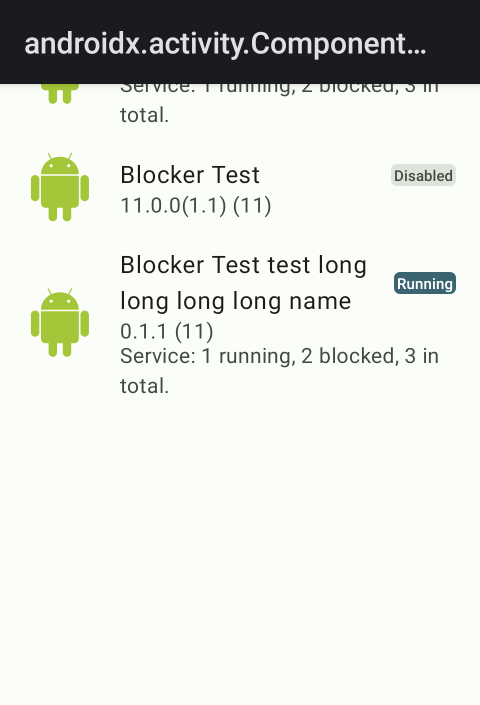 androidx.activity.Component...
Service: 1 running, 2 blocked, 3 in
total.
Blocker Test
Disabled
11.0.0(1.1) (11)
Blocker Test test long
long long long name
Running
0.1.1 (11)
Service: 1 running, 2 blocked, 3 in
total.